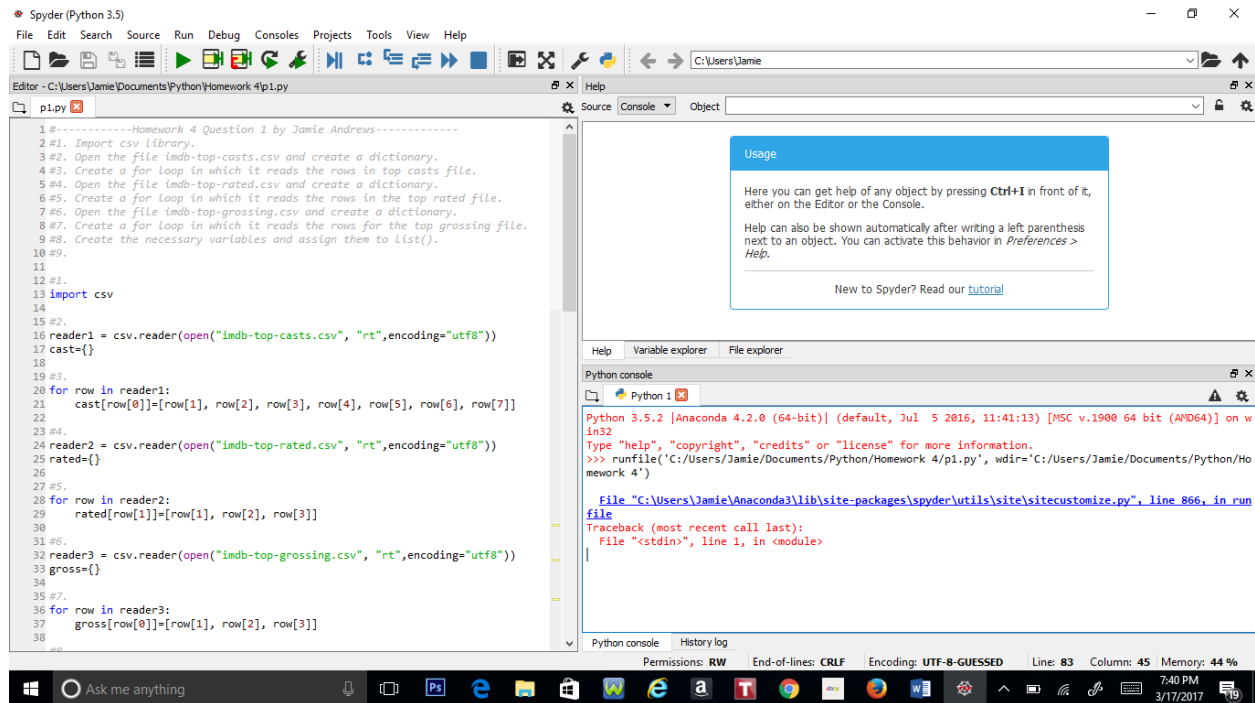 Spyder (Python 3.5)
File Edit Search Source Run Debug Consoles Projects Tools View Help
C:\Users\Jamie
Editor - C:\Users\Jamie\Documents\Python\Homework 4\p1.py
p1.py
1 #------------Homework 4 Question 1 by Jamie Andrews-------------
2 #1. Import csv library.
3 #2. Open the file imdb-top-casts.csv and create a dictionary.
4 #3. Create a for loop in which it reads the rows in top casts file.
5 #4. Open the file imdb-top-rated.csv and create a dictionary.
6 #5. Create a for loop in which it reads the rows in the top rated file.
7 #6. Open the file imdb-top-grossing.csv and create a dictionary.
8 #7. Create a for loop in which it reads the rows for the top grossing file.
9 #8. Create the necessary variables and assign them to list().
10 #9.
11
12 #1.
13 import csv
14
15 #2.
16 reader1 = csv.reader(open("imdb-top-casts.csv", "rt",encoding="utf8"))
17 cast={}
18
19 #3.
20 for row in reader1:
21     cast[row[0]]=[row[1], row[2], row[3], row[4], row[5], row[6], row[7]]
22
23 #4.
24 reader2 = csv.reader(open("imdb-top-rated.csv", "rt",encoding="utf8"))
25 rated={}
26
27 #5.
28 for row in reader2:
29     rated[row[1]]=[row[1], row[2], row[3]]
30
31 #6.
32 reader3 = csv.reader(open("imdb-top-grossing.csv", "rt",encoding="utf8"))
33 gross={}
34
35 #7.
36 for row in reader3:
37     gross[row[0]]=[row[1], row[2], row[3]]
38
Help
Source Console Object
Usage
Here you can get help of any object by pressing Ctrl+I in front of it,
either on the Editor or the Console.
Help can also be shown automatically after writing a left parenthesis
next to an object. You can activate this behavior in Preferences >
Help.
New to Spyder? Read our tutorial
Help Variable explorer File explorer
Python console
Python 1
Python 3.5.2 |Anaconda 4.2.0 (64-bit)| (default, Jul  5 2016, 11:41:13) [MSC v.1900 64 bit (AMD64)] on w
in32
Type "help", "copyright", "credits" or "license" for more information.
>>> runfile('C:/Users/Jamie/Documents/Python/Homework 4/p1.py', wdir='C:/Users/Jamie/Documents/Python/Ho
mework 4')
File "C:\Users\Jamie\Anaconda3\lib\site-packages\spyder\utils\site\sitecustomize.py", line 866, in run
file
Traceback (most recent call last):
File "<stdin>", line 1, in <module>
Python console History log
Permissions: RW End-of-lines: CRLF Encoding: UTF-8-GUESSED Line: 83 Column: 45 Memory: 44 %
Ask me anything
Ps
7:40 PM
3/17/2017
19